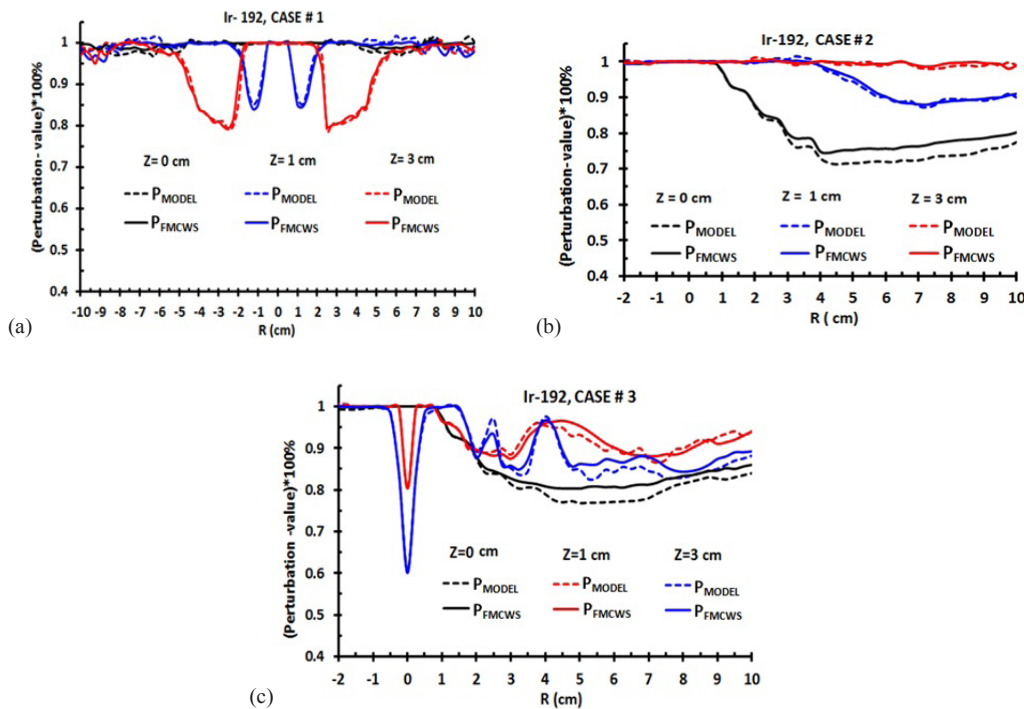 Ir- 192, CASE # 1
(Perturbation- value)*100%
1
0.9
0.8
0.7
0.6
0.5
0.4
Z= 0 cm Z= 1 cm Z= 3 cm
PMODEL PMODEL PMODEL
PFMCWS PFMCWS PFMCWS
-10 -9 -8 -7 -6 -5 -4 -3 -2 -1 0 1 2 3 4 5 6 7 8 9 10
R (cm)
(a)
Ir-192, CASE #2
(Perturbation- value)*100%
1
0.9
0.8
0.7
0.6
0.5
0.4
Z = 0 cm Z = 1 cm Z = 3 cm
PMODEL PMODEL PMODEL
PFMCWS PFMCWS PFMCWS
-2 -1 0 1 2 3 4 5 6 7 8 9 10
R ( cm)
(b)
Ir-192, CASE # 3
(Perturbation -value)*100%
1
0.9
0.8
0.7
0.6
0.5
0.4
Z=0 cm Z=1 cm Z=3 cm
PMODEL PMODEL PMODEL
PFMCWS PFMCWS PFMCWS
-2 -1 0 1 2 3 4 5 6 7 8 9 10
R (cm)
(c)